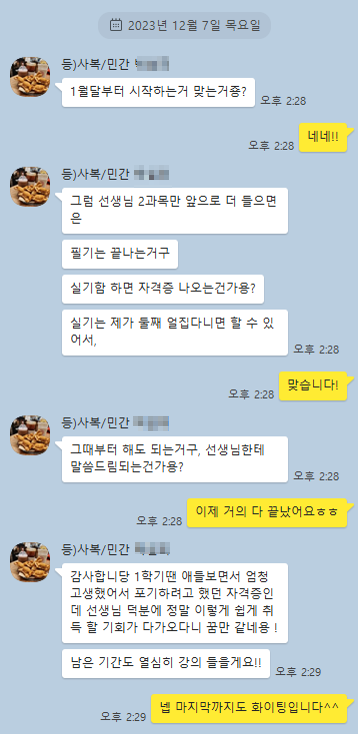 2023년 12월 7일 목요일
등)사복/민간
1월달부터 시작하는거 맞는거죵?
오후 2:28
네네!!
오후 2:28
등)사복/민간
그럼 선생님 2과목만 앞으로 더 들으면
은
필기는 끝나는거구
실기함 하면 자격증 나오는건가용?
실기는 제가 둘째 얼집다니면 할 수 있
어서,
오후 2:28
맞습니다!
오후 2:28
등)사복/민간
그때부터 해도 되는거구, 선생님한테
말씀드림되는건가용?
오후 2:28
이제 거의 다 끝났어요ㅎㅎ
오후 2:28
등)사복/민간
감사합니당 1학기땐 애들보면서 엄청
고생했어서 포기하려고 했던 자격증인
데 선생님 덕분에 정말 이렇게 쉽게 취
득 할 기회가 다가오다니 꿈만 같네용 !
남은 기간도 열심히 강의 들을게요!!
오후 2:29
넵 마지막까지도 화이팅입니다^^
오후 2:29